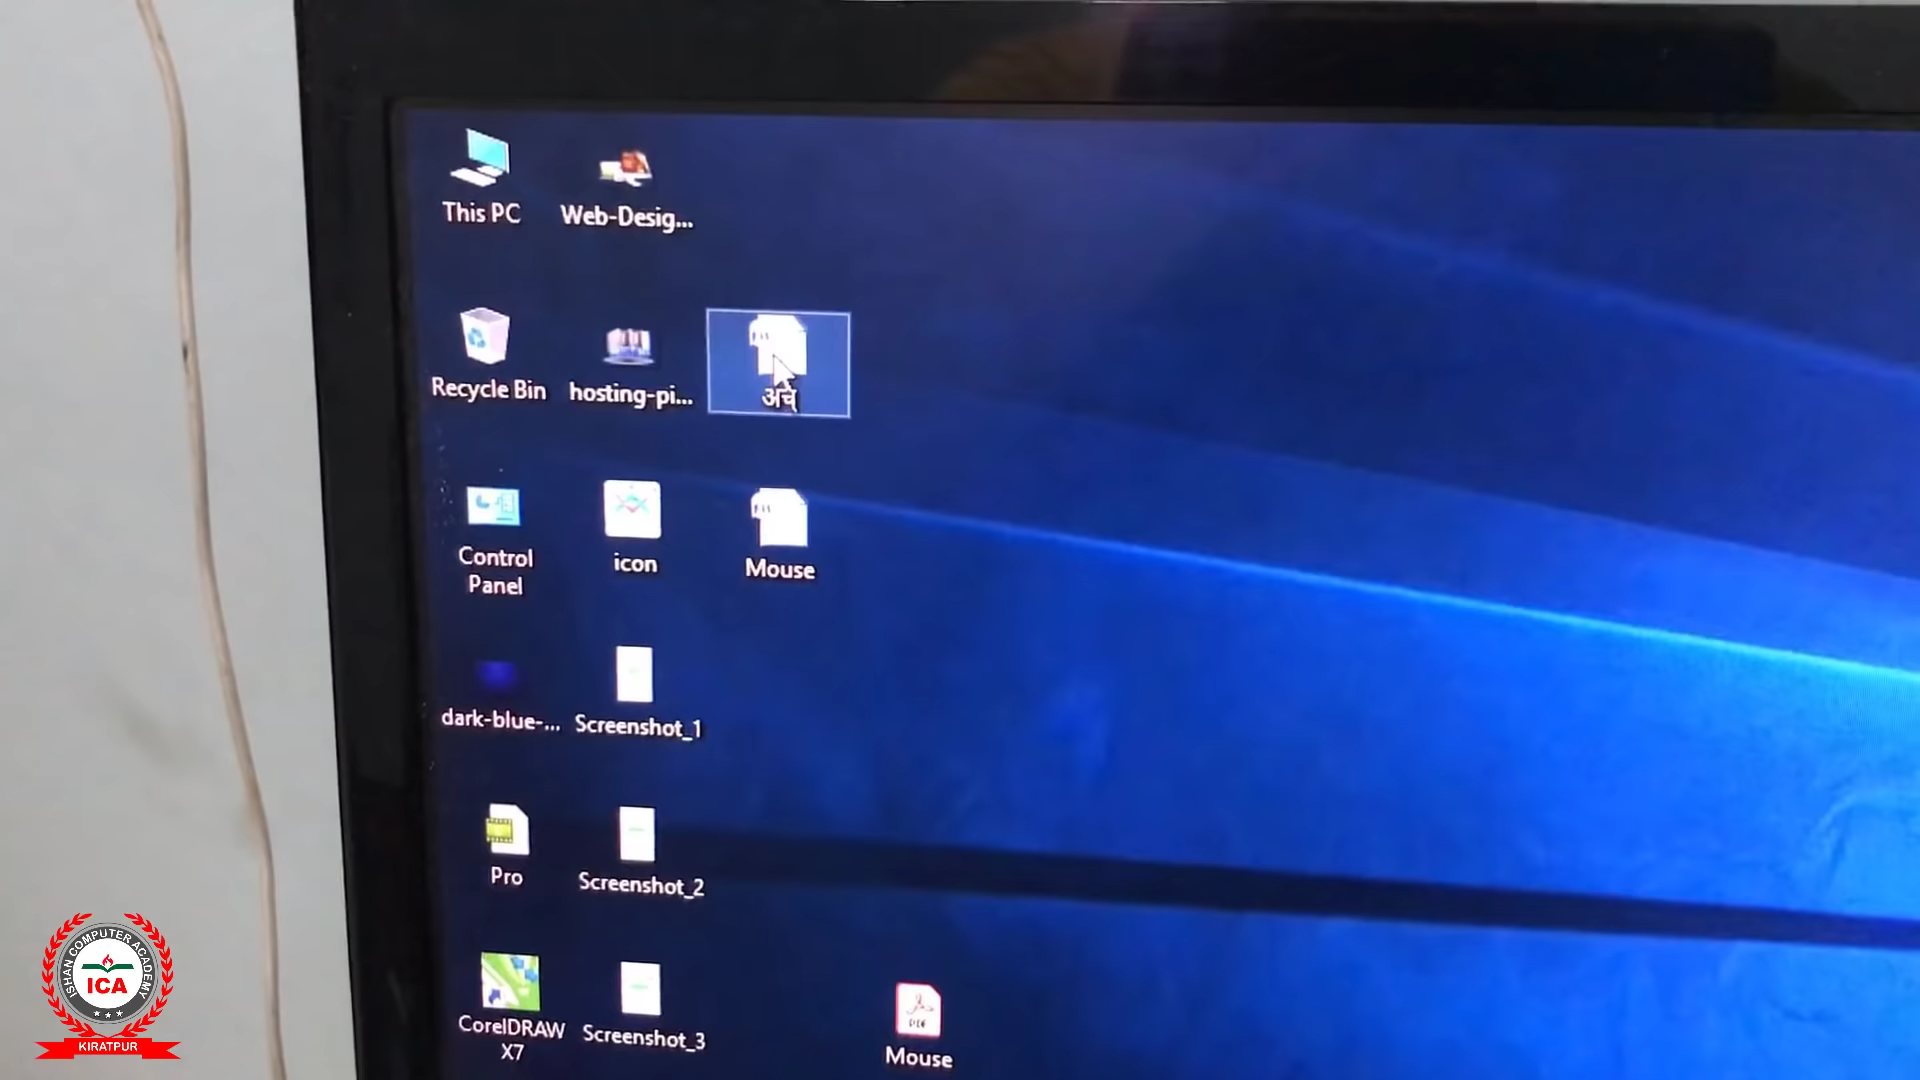 This PC
Web-Desig...
Recycle Bin
hosting-pi...
Control
Panel
icon
Mouse
dark-blue-...
Screenshot_1
Pro
Screenshot_2
CorelDRAW
X7
Screenshot_3
PDF
Mouse
ISHAN COMPUTER ACADEMY
ICA
KIRATPUR